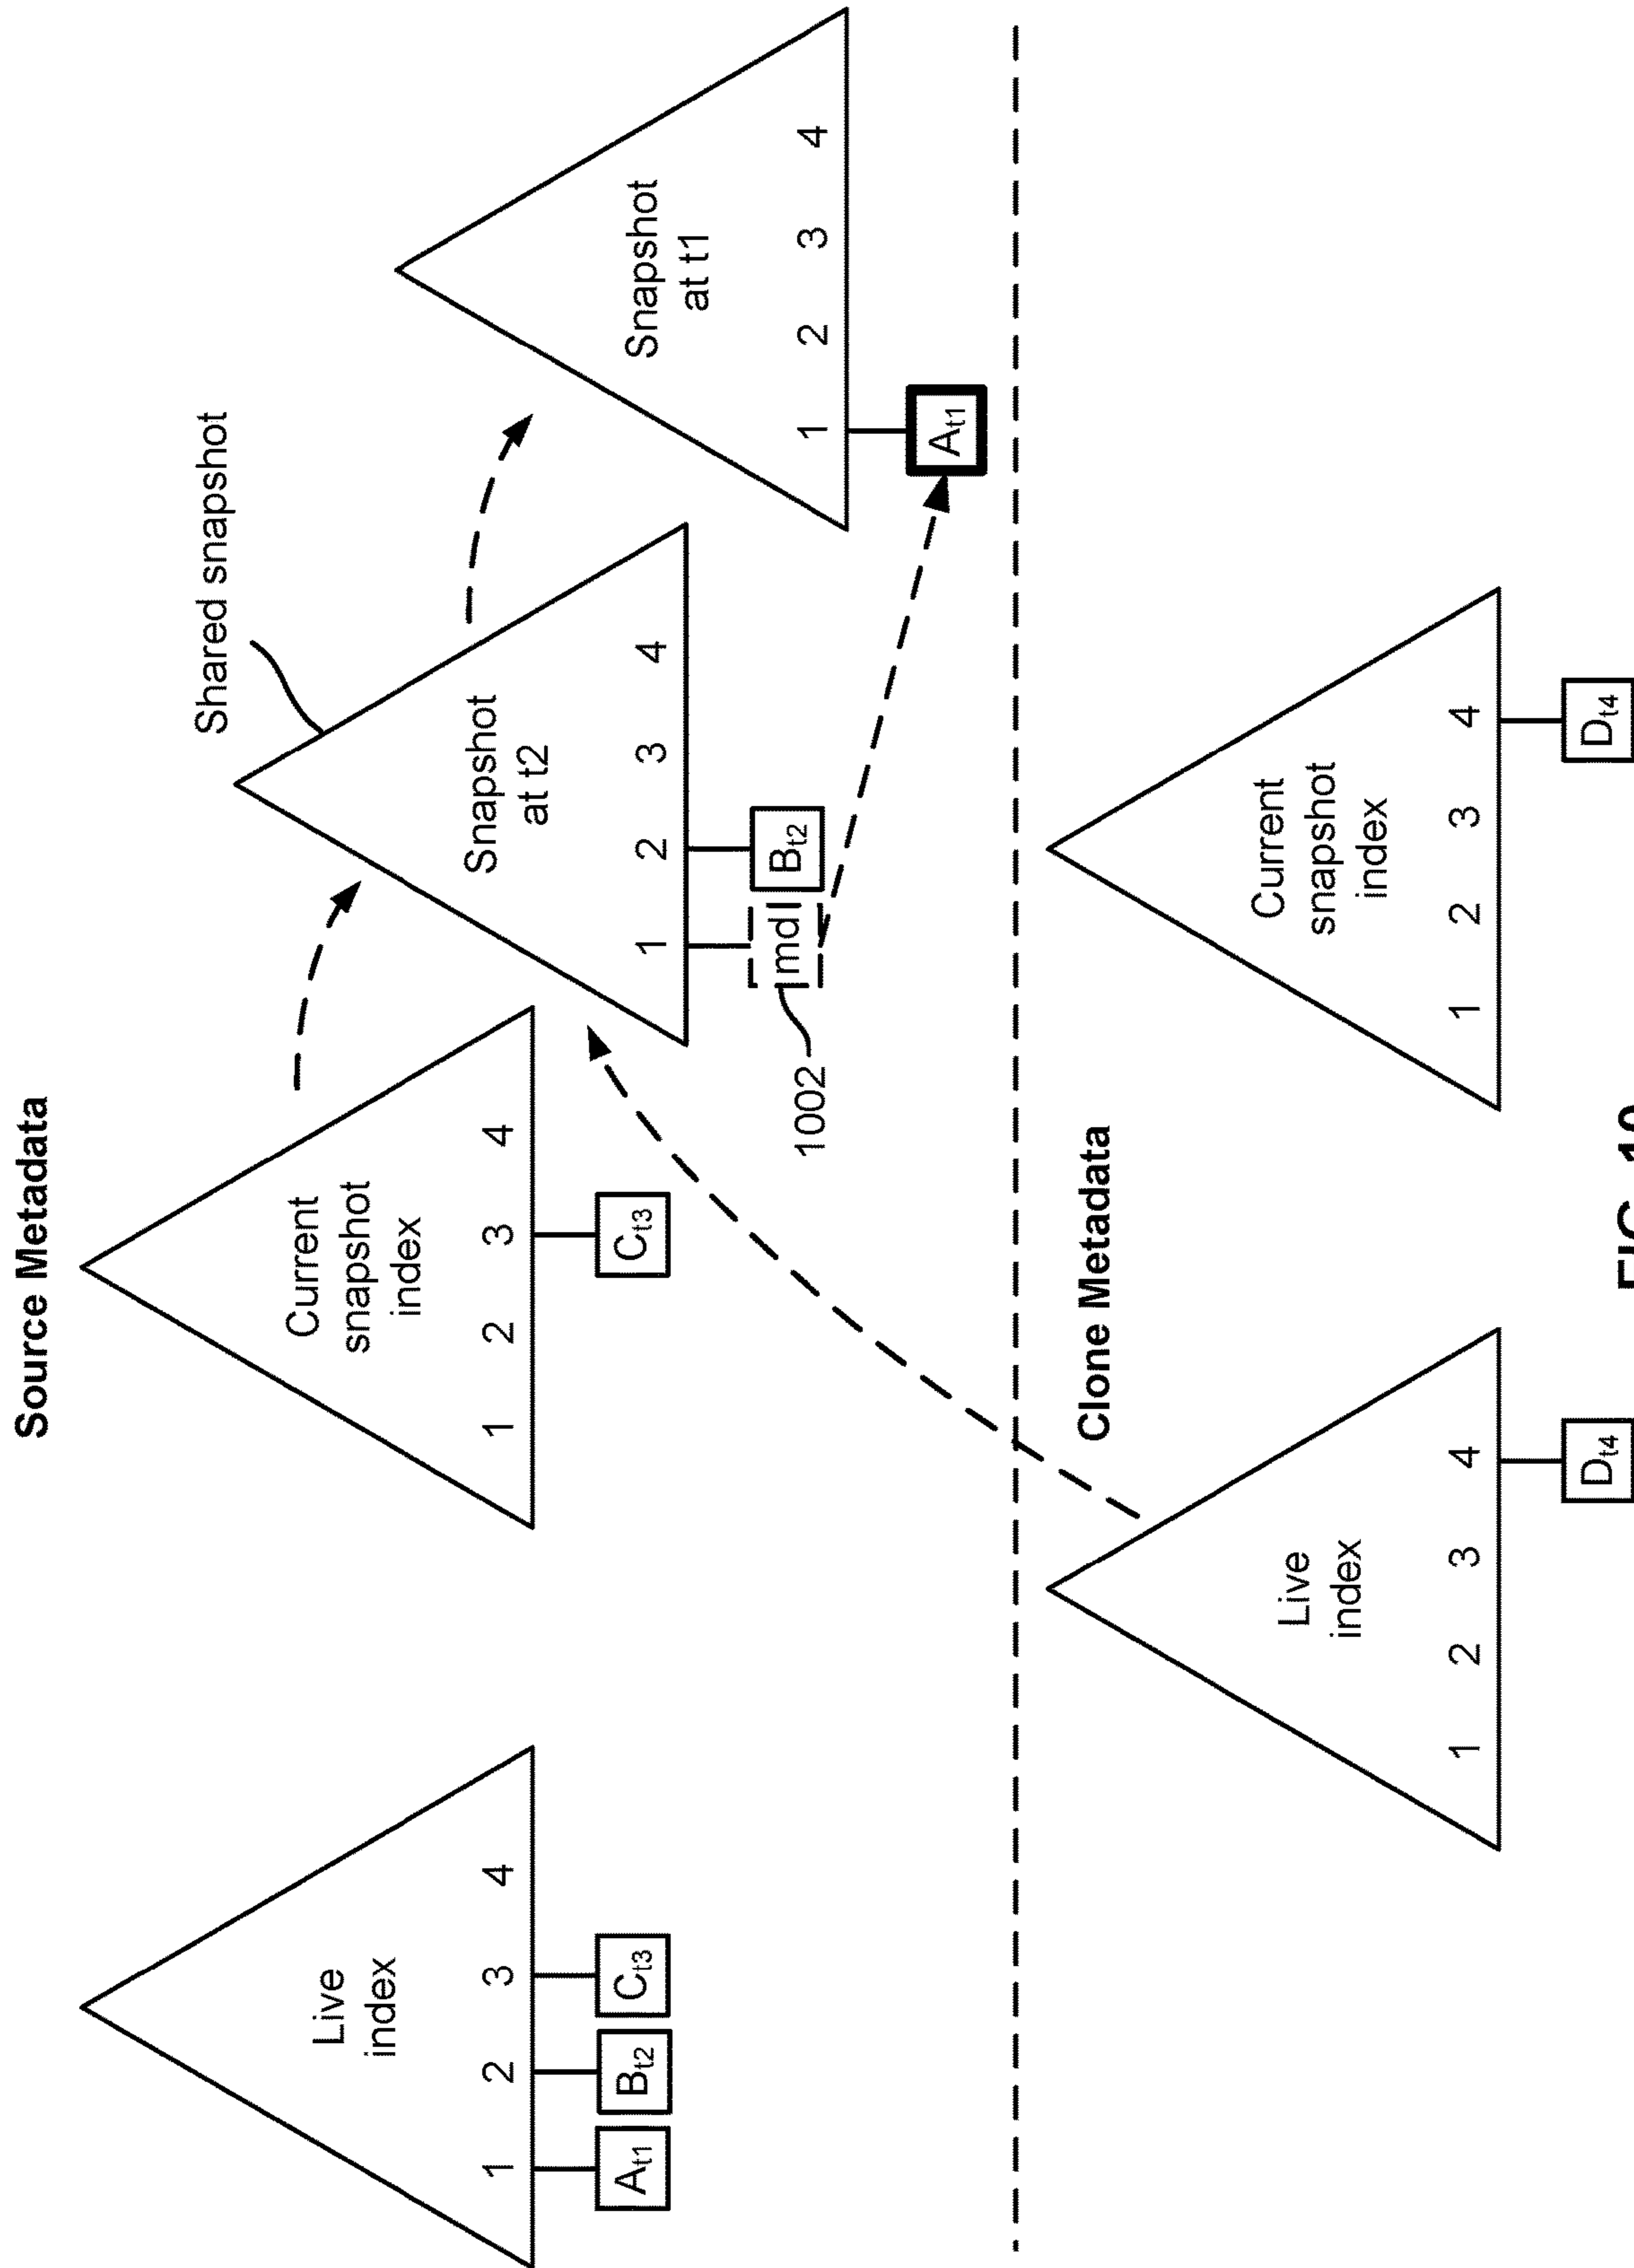 Source Metadata
Live
index
1 2 3 4
At1 Bt2 Ct3
Current
snapshot
index
1 2 3 4
Ct3
Shared snapshot
Snapshot
at t2
1 2 3 4
md Bt2
1002
Snapshot
at t1
1 2 3 4
At1
Clone Metadata
Live
index
1 2 3 4
Dt4
Current
snapshot
index
1 2 3 4
Dt4